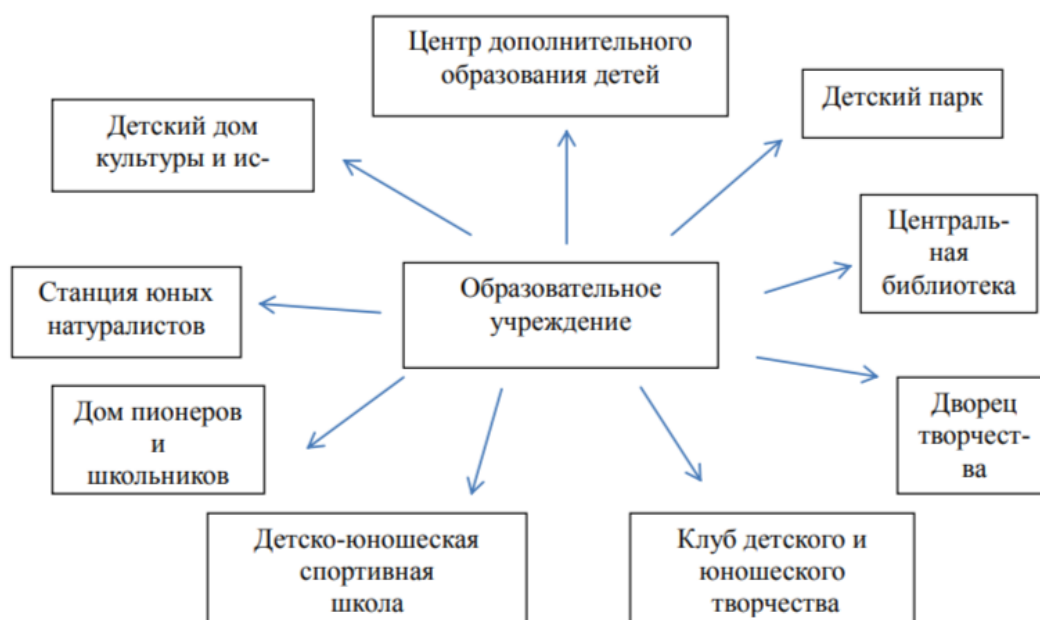 Центр дополнительного
образования детей
Детский парк
Детский дом
культуры и ис-
Централь-
ная
библиотека
Образовательное
учреждение
Станция юных
натуралистов
Дворец
творчест-
ва
Дом пионеров
и
школьников
Детско-юношеская
спортивная
школа
Клуб детского и
юношеского
творчества